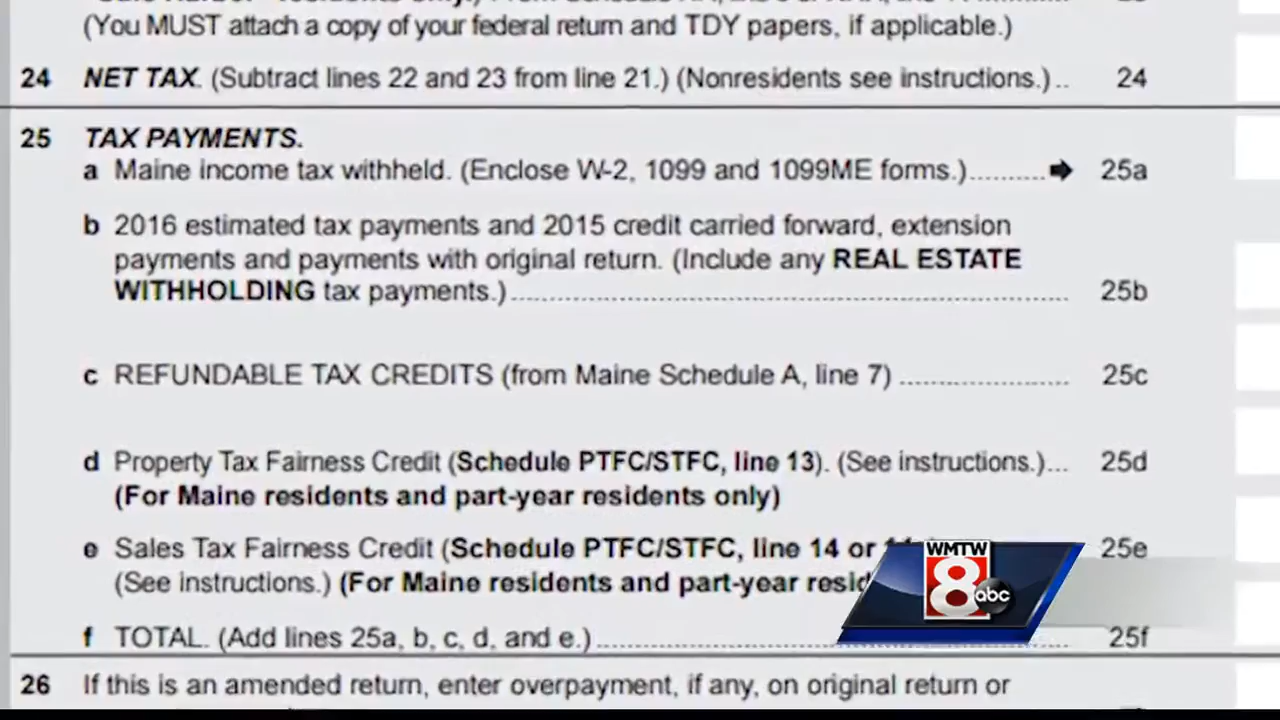 (You MUST attach a copy of your federal return and TDY papers, if applicable.)
24 NET TAX. (Subtract lines 22 and 23 from line 21.) (Nonresidents see instructions.).. 24
25 TAX PAYMENTS.
a Maine income tax withheld. (Enclose W-2, 1099 and 1099ME forms.)..........➡ 25a
b 2016 estimated tax payments and 2015 credit carried forward, extension
payments and payments with original return. (Include any REAL ESTATE
WITHHOLDING tax payments.)........................................ 25b
c REFUNDABLE TAX CREDITS (from Maine Schedule A, line 7) ........................ 25c
d Property Tax Fairness Credit (Schedule PTFC/STFC, line 13). (See instructions.)... 25d
(For Maine residents and part-year residents only)
e Sales Tax Fairness Credit (Schedule PTFC/STFC, line 14 or 25e
(See instructions.) (For Maine residents and part-year
f TOTAL. (Add lines 25a, b, c, d, and e.)........................................ 25f
26 If this is an amended return, enter overpayment, if any, on original return or
WMTW
8
abc